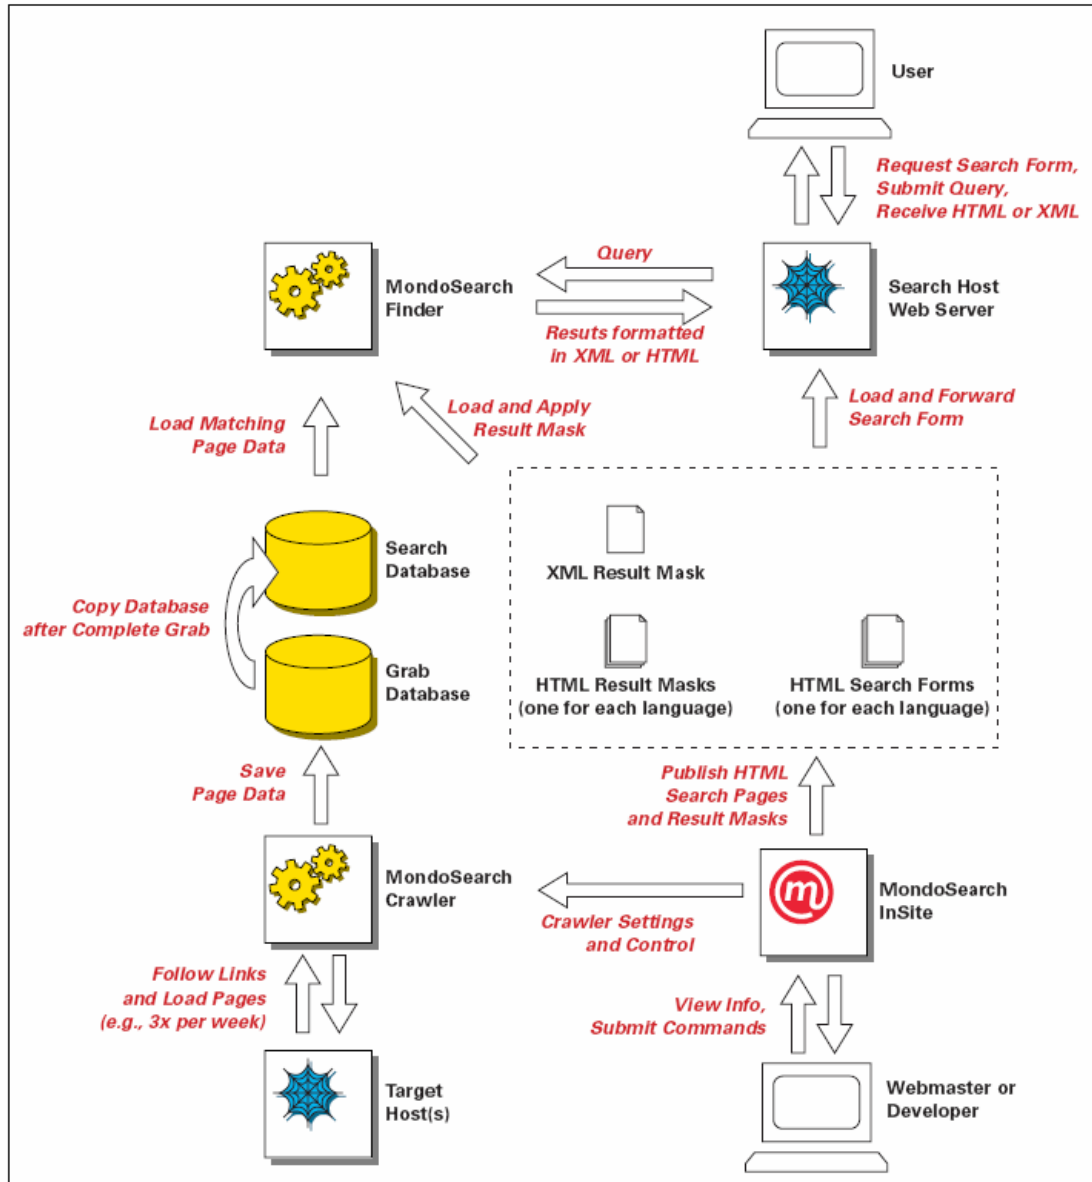 User
Request Search Form,
Submit Query,
Receive HTML or XML
Query
MondoSearch
Finder
Search Host
Web Server
Resuts formatted
in XML or HTML
Load Matching
Page Data
Load and Apply
Result Mask
Load and Forward
Search Form
Search
Database
XML Result Mask
Copy Database
after Complete Grab
Grab
Database
HTML Result Masks
(one for each language)
HTML Search Forms
(one for each language)
Save
Page Data
Publish HTML
Search Pages
and Result Masks
MondoSearch
Crawler
m
MondoSearch
InSite
Crawler Settings
and Control
Follow Links
and Load Pages
(e.g., 3x per week)
View Info,
Submit Commands
Target
Host(s)
Webmaster or
Developer